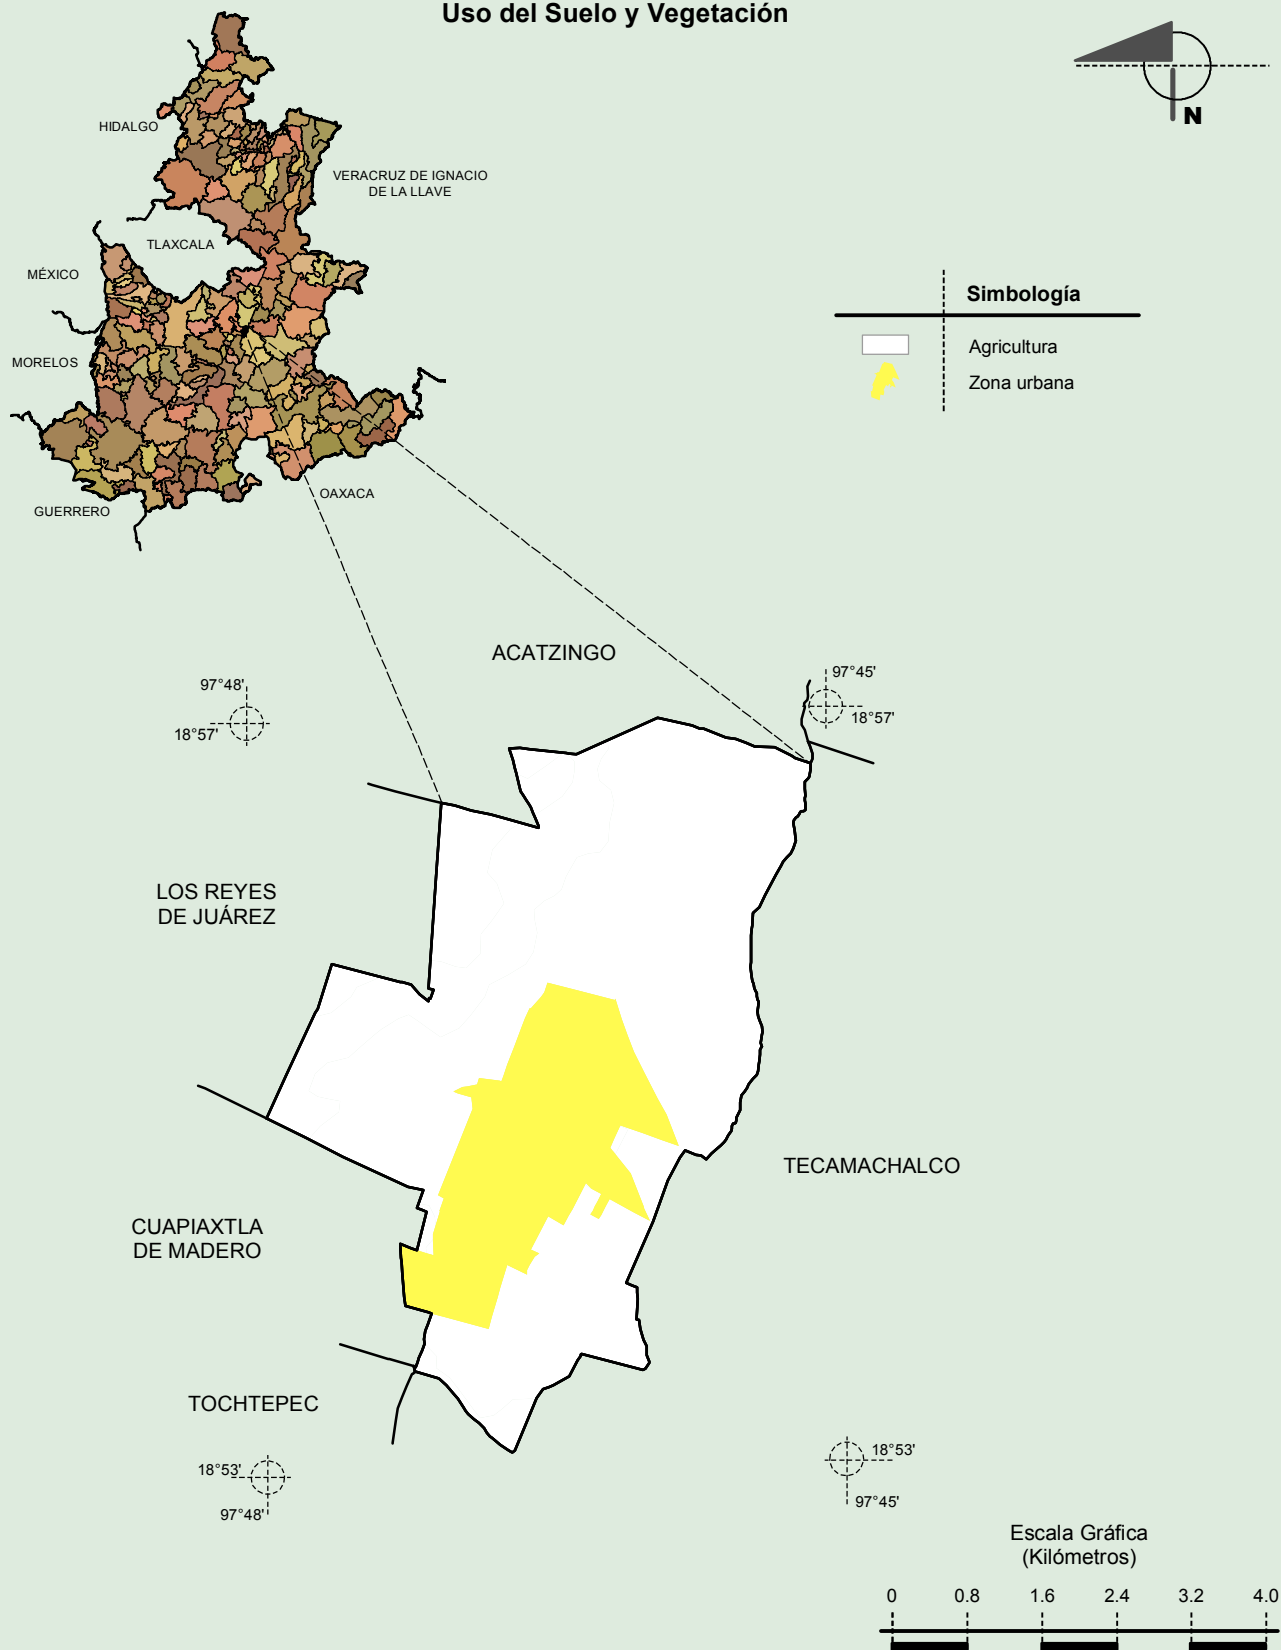 Uso del Suelo y Vegetación
N
HIDALGO
VERACRUZ DE IGNACIO
DE LA LLAVE
TLAXCALA
MÉXICO
MORELOS
GUERRERO
OAXACA
Simbología
Agricultura
Zona urbana
ACATZINGO
97°48'
18°57'
97°45'
18°57'
LOS REYES
DE JUÁREZ
TECAMACHALCO
CUAPIAXTLA
DE MADERO
TOCHTEPEC
18°53'
97°48'
18°53'
97°45'
Escala Gráfica
(Kilómetros)
0 0.8 1.6 2.4 3.2 4.0